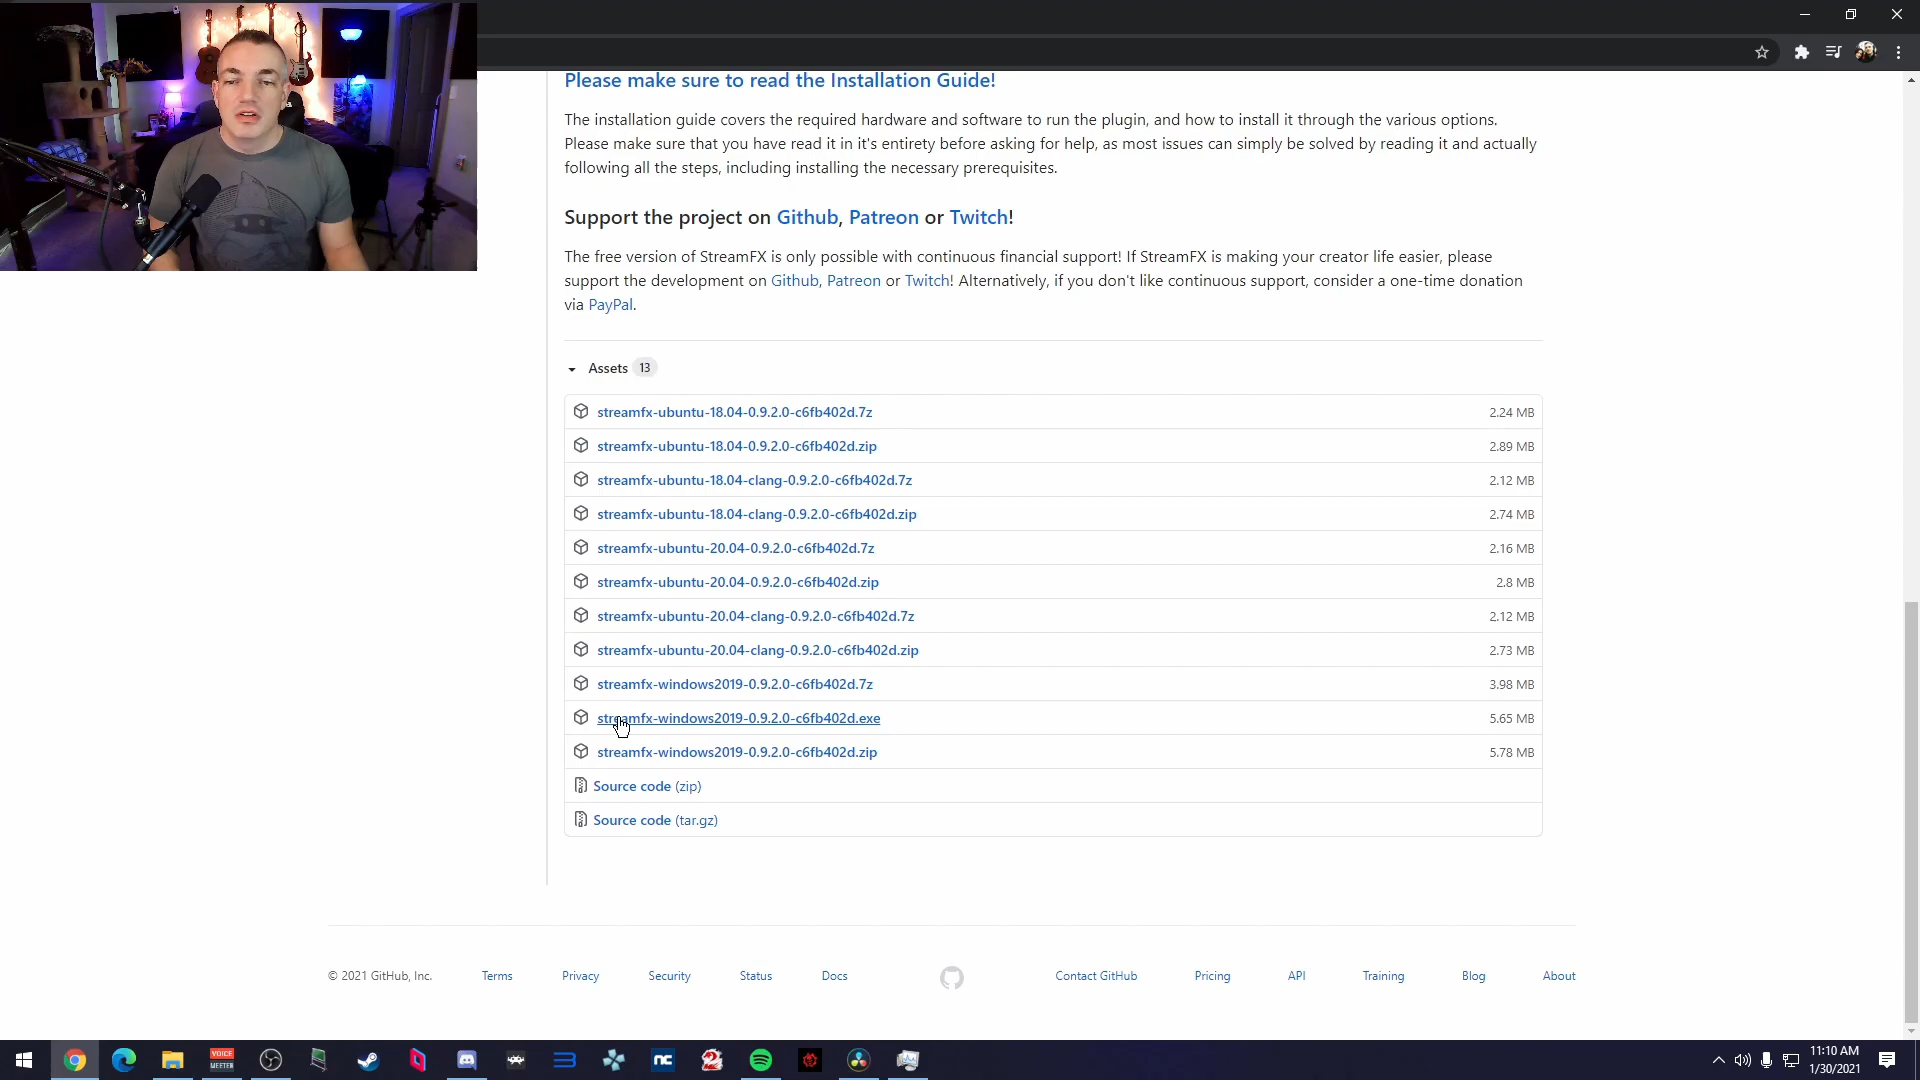 Please make sure to read the Installation Guide!
The installation guide covers the required hardware and software to run the plugin, and how to install it through the various options.
Please make sure that you have read it in it's entirety before asking for help, as most issues can simply be solved by reading it and actually
following all the steps, including installing the necessary prerequisites.
Support the project on Github, Patreon or Twitch!
The free version of StreamFX is only possible with continuous financial support! If StreamFX is making your creator life easier, please
support the development on Github, Patreon or Twitch! Alternatively, if you don't like continuous support, consider a one-time donation
via PayPal.
Assets 13
streamfx-ubuntu-18.04-0.9.2.0-c6fb402d.7z 2.24 MB
streamfx-ubuntu-18.04-0.9.2.0-c6fb402d.zip 2.89 MB
streamfx-ubuntu-18.04-clang-0.9.2.0-c6fb402d.7z 2.12 MB
streamfx-ubuntu-18.04-clang-0.9.2.0-c6fb402d.zip 2.74 MB
streamfx-ubuntu-20.04-0.9.2.0-c6fb402d.7z 2.16 MB
streamfx-ubuntu-20.04-0.9.2.0-c6fb402d.zip 2.8 MB
streamfx-ubuntu-20.04-clang-0.9.2.0-c6fb402d.7z 2.12 MB
streamfx-ubuntu-20.04-clang-0.9.2.0-c6fb402d.zip 2.73 MB
streamfx-windows2019-0.9.2.0-c6fb402d.7z 3.98 MB
streamfx-windows2019-0.9.2.0-c6fb402d.exe 5.65 MB
streamfx-windows2019-0.9.2.0-c6fb402d.zip 5.78 MB
Source code (zip)
Source code (tar.gz)
© 2021 GitHub, Inc. Terms Privacy Security Status Docs Contact GitHub Pricing API Training Blog About
VOICE
MEETER
nc
2
11:10 AM
1/30/2021